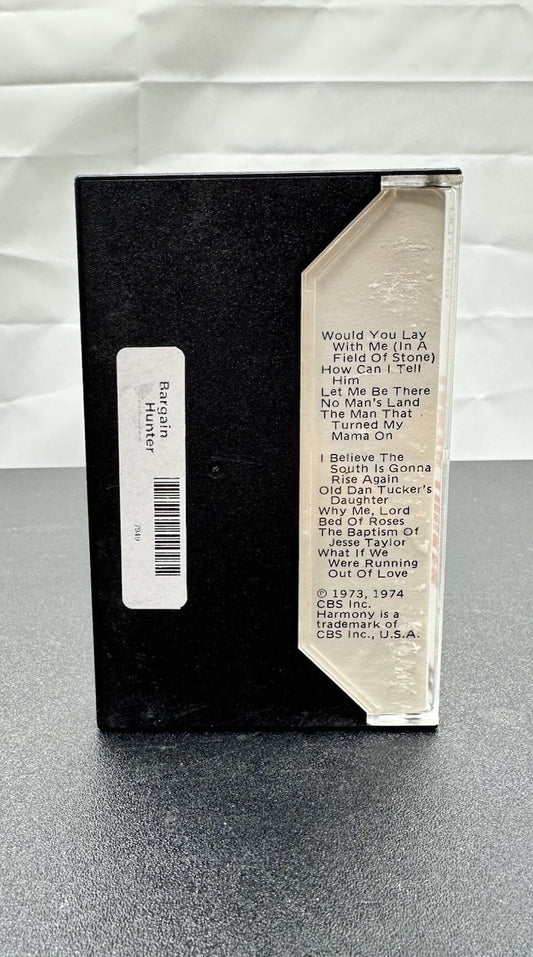 Bargain
Hunter
7949
Would You Lay
With Me (In A
Field Of Stone)
How Can I Tell
Him
Let Me Be There
No Man's Land
The Man That
Turned My
Mama On
I Believe The
South Is Gonna
Rise Again
Old Dan Tucker's
Daughter
Why Me, Lord
Bed Of Roses
The Baptism Of
Jesse Taylor
What If We
Were Running
Out Of Love
℗ 1973, 1974
CBS Inc.
Harmony is a
trademark of
CBS Inc., U.S.A.